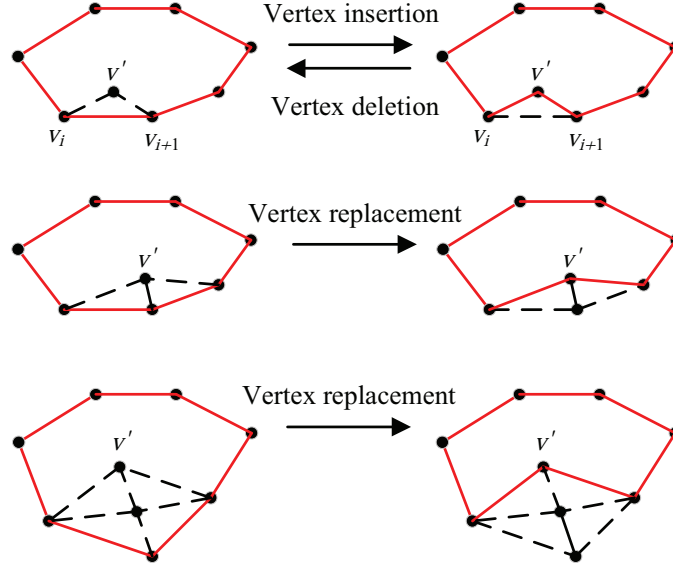 Vertex insertion
v′
v′
Vertex deletion
v_i
v_{i+1}
v_i
v_{i+1}
Vertex replacement
v′
v′
Vertex replacement
v′
v′